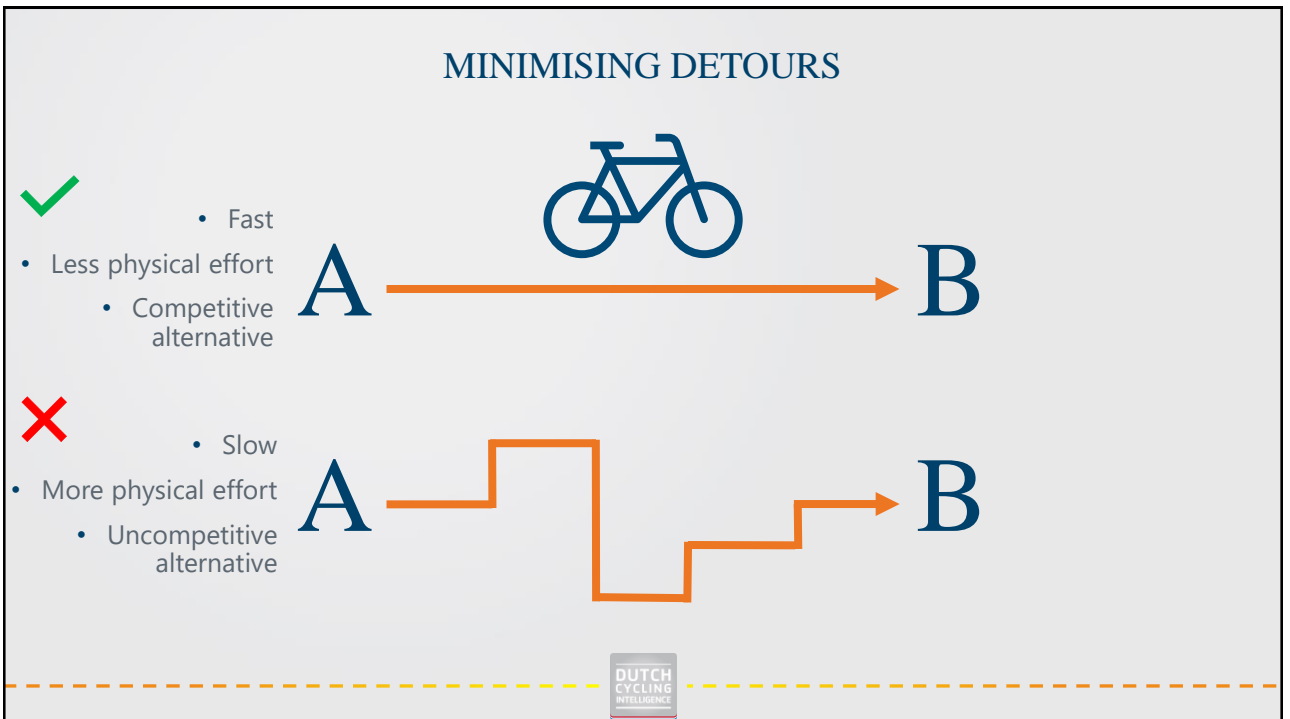 MINIMISING DETOURS
• Fast
• Less physical effort
• Competitive
alternative
A
B
• Slow
• More physical effort
• Uncompetitive
alternative
A
B
DUTCH
CYCLING
INTELLIGENCE